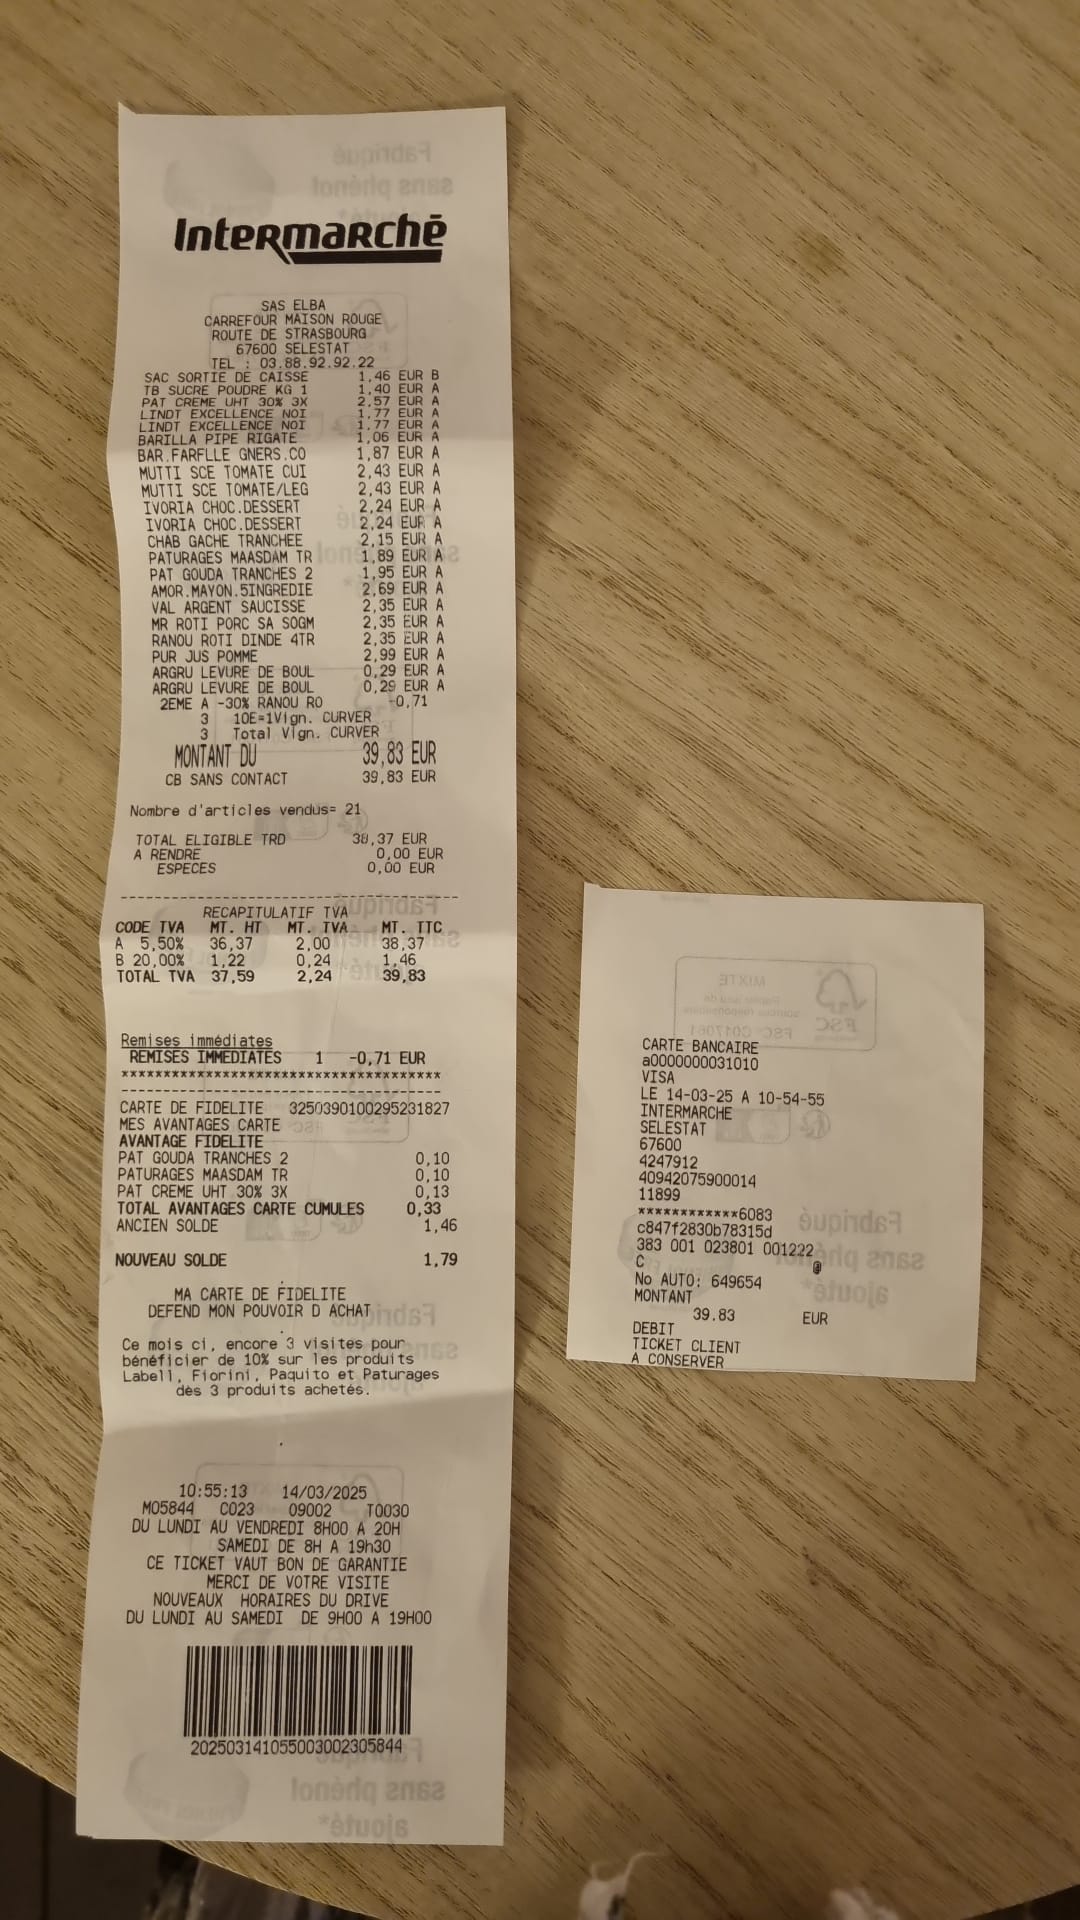 Intermarchē
SAS ELBA
CARREFOUR MAISON ROUGE
ROUTE DE STRASBOURG
67600 SELESTAT
TEL : 03.88.92.92.22
SAC SORTIE DE CAISSE 1,46 EUR B
TB SUCRE POUDRE KG 1 1,40 EUR A
PAT CREME UHT 30% 3X 2,57 EUR A
LINDT EXCELLENCE NOI 1,77 EUR A
LINDT EXCELLENCE NOI 1,77 EUR A
BARILLA PIPE RIGATE 1,06 EUR A
BAR.FARFLLE GNERS.CO 1,87 EUR A
MUTTI SCE TOMATE CUI 2,43 EUR A
MUTTI SCE TOMATE/LEG 2,43 EUR A
IVORIA CHOC.DESSERT 2,24 EUR A
IVORIA CHOC.DESSERT 2,24 EUR A
CHAB GACHE TRANCHEE 2,15 EUR A
PATURAGES MAASDAM TR 1,89 EUR A
PAT GOUDA TRANCHES 2 1,95 EUR A
AMOR.MAYON.5INGREDIE 2,69 EUR A
VAL ARGENT SAUCISSE 2,35 EUR A
MR ROTI PORC SA SOGM 2,35 EUR A
RANOU ROTI DINDE 4TR 2,35 EUR A
PUR JUS POMME 2,99 EUR A
ARGRU LEVURE DE BOUL 0,29 EUR A
ARGRU LEVURE DE BOUL 0,29 EUR A
2EME A -30% RANOU RO -0,71
3 10E=1Vign. CURVER
3 Total Vign. CURVER
MONTANT DU 39,83 EUR
CB SANS CONTACT 39,83 EUR
Nombre d'articles vendus= 21
TOTAL ELIGIBLE TRD 38,37 EUR
A RENDRE 0,00 EUR
ESPECES 0,00 EUR
RECAPITULATIF TVA
CODE TVA MT. HT MT. TVA MT. TTC
A 5,50% 36,37 2,00 38,37
B 20,00% 1,22 0,24 1,46
TOTAL TVA 37,59 2,24 39,83
Remises immédiates
REMISES IMMEDIATES 1 -0,71 EUR
****************************************
CARTE DE FIDELITE 3250390100295231827
MES AVANTAGES CARTE
AVANTAGE FIDELITE
PAT GOUDA TRANCHES 2 0,10
PATURAGES MAASDAM TR 0,10
PAT CREME UHT 30% 3X 0,13
TOTAL AVANTAGES CARTE CUMULES 0,33
ANCIEN SOLDE 1,46
NOUVEAU SOLDE 1,79
MA CARTE DE FIDELITE
DEFEND MON POUVOIR D ACHAT
Ce mois ci, encore 3 visites pour
bénéficier de 10% sur les produits
Labell, Fiorini, Paquito et Paturages
dès 3 produits achetés.
10:55:13 14/03/2025
M05844 C023 09002 T0030
DU LUNDI AU VENDREDI 8H00 A 20H
SAMEDI DE 8H A 19h30
CE TICKET VAUT BON DE GARANTIE
MERCI DE VOTRE VISITE
NOUVEAUX HORAIRES DU DRIVE
DU LUNDI AU SAMEDI DE 9H00 A 19H00
202503141055003002305844
CARTE BANCAIRE
a0000000031010
VISA
LE 14-03-25 A 10-54-55
INTERMARCHE
SELESTAT
67600
4247912
40942075900014
11899
************6083
c847f2830b78315d
383 001 023801 001222
C @
No AUTO: 649654
MONTANT
39.83 EUR
DEBIT
TICKET CLIENT
A CONSERVER